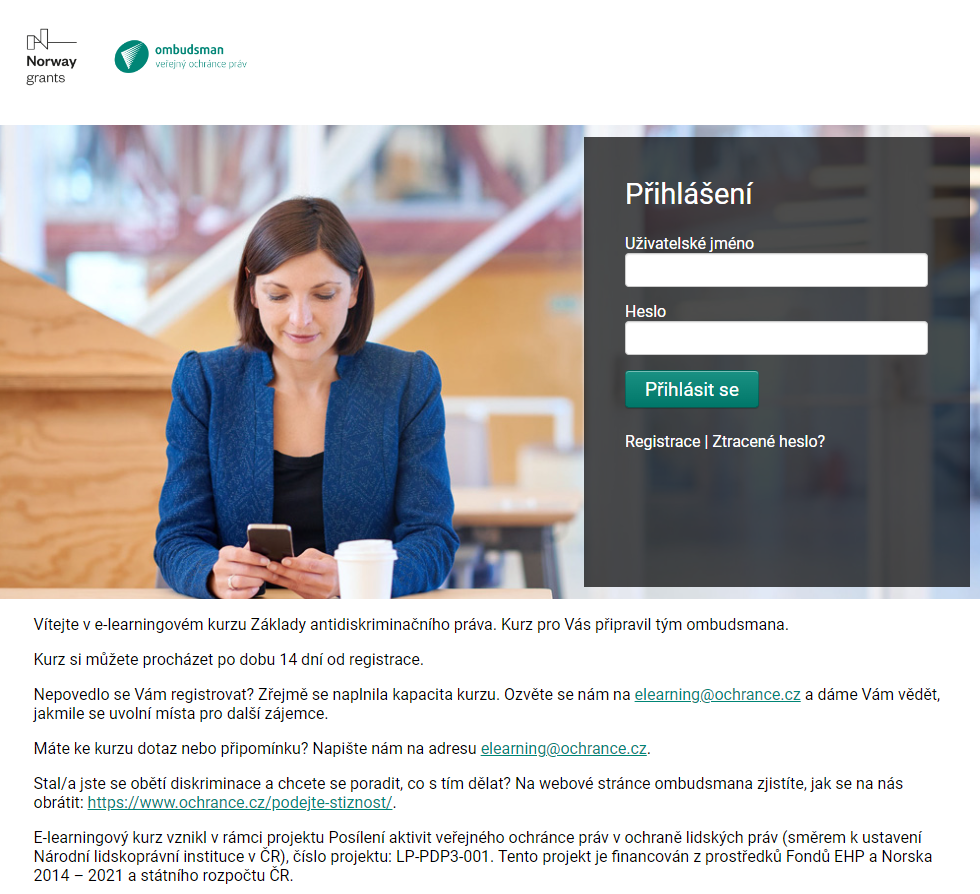 Norway
grants
ombudsman
veřejný ochránce práv
Přihlášení
Uživatelské jméno
Heslo
Přihlásit se
Registrace | Ztracené heslo?
Vítejte v e-learningovém kurzu Základy antidiskriminačního práva. Kurz pro Vás připravil tým ombudsmana.
Kurz si můžete procházet po dobu 14 dní od registrace.
Nepovedlo se Vám registrovat? Zřejmě se naplnila kapacita kurzu. Ozvěte se nám na elearning@ochrance.cz a dáme Vám vědět,
jakmile se uvolní místa pro další zájemce.
Máte ke kurzu dotaz nebo připomínku? Napište nám na adresu elearning@ochrance.cz.
Stal/a jste se obětí diskriminace a chcete se poradit, co s tím dělat? Na webové stránce ombudsmana zjistíte, jak se na nás
obrátit: https://www.ochrance.cz/podejte-stiznost/.
E-learningový kurz vznikl v rámci projektu Posílení aktivit veřejného ochránce práv v ochraně lidských práv (směrem k ustavení
Národní lidskoprávní instituce v ČR), číslo projektu: LP-PDP3-001. Tento projekt je financován z prostředků Fondů EHP a Norska
2014 – 2021 a státního rozpočtu ČR.